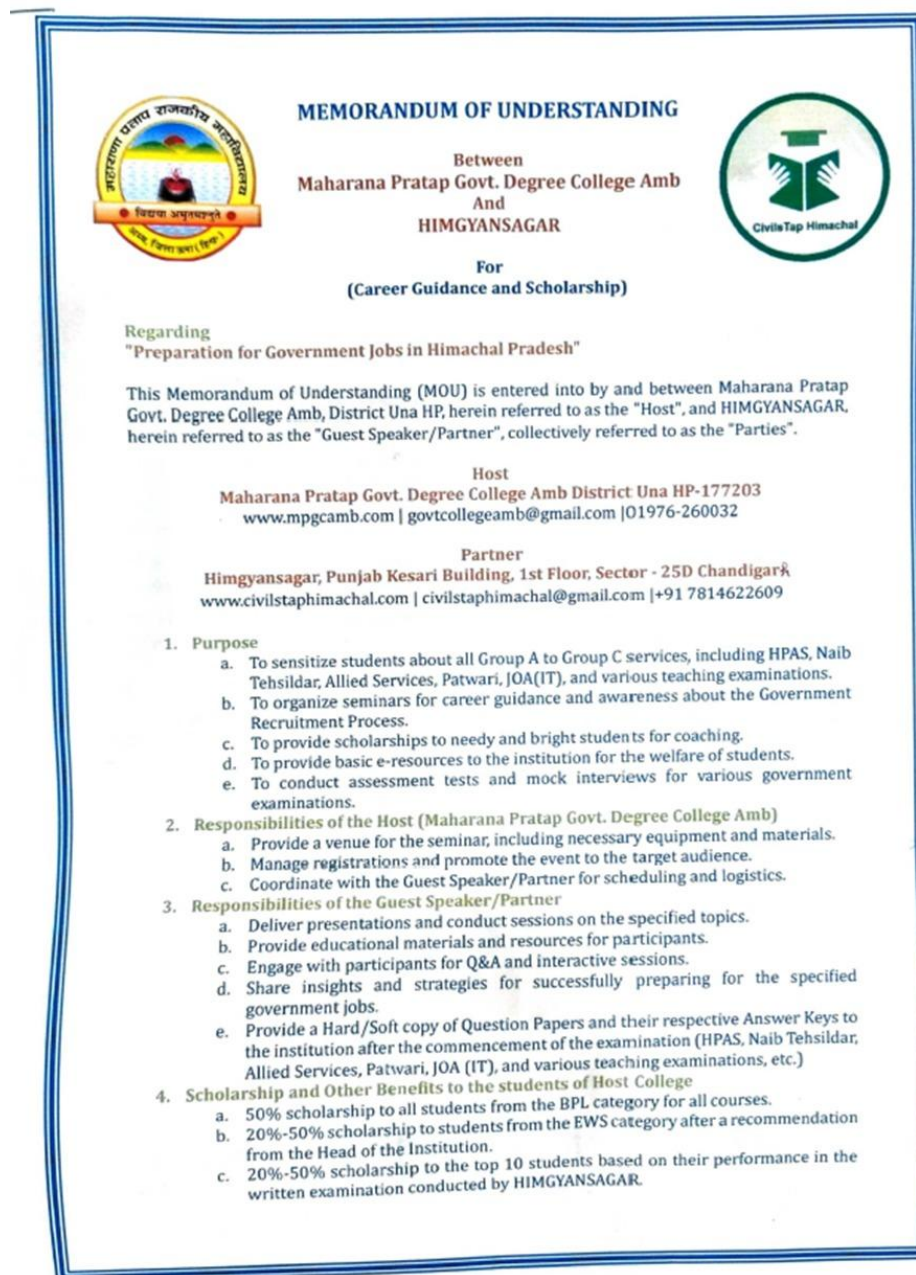 महाराणा प्रताप राजकीय महाविद्यालय
विद्यया अमृतमश्नुते
अम्ब, जिला ऊना (हि०प्र०)
MEMORANDUM OF UNDERSTANDING
Between
Maharana Pratap Govt. Degree College Amb
And
HIMGYANSAGAR
CivilsTap Himachal
For
(Career Guidance and Scholarship)
Regarding
"Preparation for Government Jobs in Himachal Pradesh"
This Memorandum of Understanding (MOU) is entered into by and between Maharana Pratap
Govt. Degree College Amb, District Una HP, herein referred to as the "Host", and HIMGYANSAGAR,
herein referred to as the "Guest Speaker/Partner", collectively referred to as the "Parties".
Host
Maharana Pratap Govt. Degree College Amb District Una HP-177203
www.mpgcamb.com | govtcollegeamb@gmail.com |O1976-260032
Partner
Himgyansagar, Punjab Kesari Building, 1st Floor, Sector - 25D Chandigarh
www.civilstaphimachal.com | civilstaphimachal@gmail.com |+91 7814622609
1. Purpose
a. To sensitize students about all Group A to Group C services, including HPAS, Naib
Tehsildar, Allied Services, Patwari, JOA(IT), and various teaching examinations.
b. To organize seminars for career guidance and awareness about the Government
Recruitment Process.
c. To provide scholarships to needy and bright students for coaching.
d. To provide basic e-resources to the institution for the welfare of students.
e. To conduct assessment tests and mock interviews for various government
examinations.
2. Responsibilities of the Host (Maharana Pratap Govt. Degree College Amb)
a. Provide a venue for the seminar, including necessary equipment and materials.
b. Manage registrations and promote the event to the target audience.
c. Coordinate with the Guest Speaker/Partner for scheduling and logistics.
3. Responsibilities of the Guest Speaker/Partner
a. Deliver presentations and conduct sessions on the specified topics.
b. Provide educational materials and resources for participants.
c. Engage with participants for Q&A and interactive sessions.
d. Share insights and strategies for successfully preparing for the specified
government jobs.
e. Provide a Hard/Soft copy of Question Papers and their respective Answer Keys to
the institution after the commencement of the examination (HPAS, Naib Tehsildar,
Allied Services, Patwari, JOA (IT), and various teaching examinations, etc.)
4. Scholarship and Other Benefits to the students of Host College
a. 50% scholarship to all students from the BPL category for all courses.
b. 20%-50% scholarship to students from the EWS category after a recommendation
from the Head of the Institution.
c. 20%-50% scholarship to the top 10 students based on their performance in the
written examination conducted by HIMGYANSAGAR.